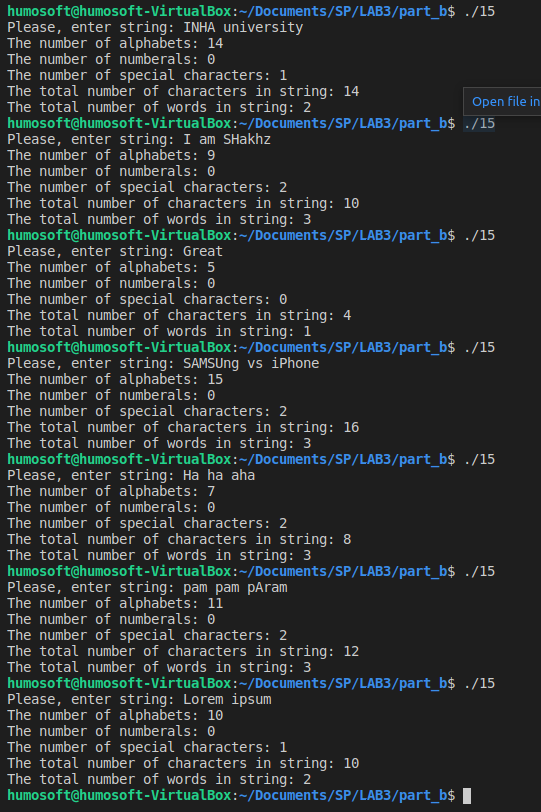 humosoft@humosoft-VirtualBox:~/Documents/SP/LAB3/part_b$ ./15
Please, enter string: INHA university
The number of alphabets: 14
The number of numberals: 0
The number of special characters: 1
The total number of characters in string: 14
The total number of words in string: 2
Open file in
humosoft@humosoft-VirtualBox:~/Documents/SP/LAB3/part_b$ ./15
Please, enter string: I am SHakhz
The number of alphabets: 9
The number of numberals: 0
The number of special characters: 2
The total number of characters in string: 10
The total number of words in string: 3
humosoft@humosoft-VirtualBox:~/Documents/SP/LAB3/part_b$ ./15
Please, enter string: Great
The number of alphabets: 5
The number of numberals: 0
The number of special characters: 0
The total number of characters in string: 4
The total number of words in string: 1
humosoft@humosoft-VirtualBox:~/Documents/SP/LAB3/part_b$ ./15
Please, enter string: SAMSUng vs iPhone
The number of alphabets: 15
The number of numberals: 0
The number of special characters: 2
The total number of characters in string: 16
The total number of words in string: 3
humosoft@humosoft-VirtualBox:~/Documents/SP/LAB3/part_b$ ./15
Please, enter string: Ha ha aha
The number of alphabets: 7
The number of numberals: 0
The number of special characters: 2
The total number of characters in string: 8
The total number of words in string: 3
humosoft@humosoft-VirtualBox:~/Documents/SP/LAB3/part_b$ ./15
Please, enter string: pam pam pAram
The number of alphabets: 11
The number of numberals: 0
The number of special characters: 2
The total number of characters in string: 12
The total number of words in string: 3
humosoft@humosoft-VirtualBox:~/Documents/SP/LAB3/part_b$ ./15
Please, enter string: Lorem ipsum
The number of alphabets: 10
The number of numberals: 0
The number of special characters: 1
The total number of characters in string: 10
The total number of words in string: 2
humosoft@humosoft-VirtualBox:~/Documents/SP/LAB3/part_b$